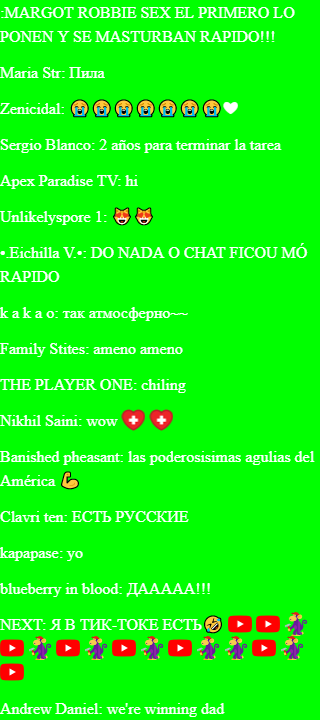 :MARGOT ROBBIE SEX EL PRIMERO LO
PONEN Y SE MASTURBAN RAPIDO!!!
Maria Str: Пила
Zenicidal: 😭😭😭😭😭😭😭🤍
Sergio Blanco: 2 años para terminar la tarea
Apex Paradise TV: hi
Unlikelyspore 1: 😻😻
•.Eichilla V.•: DO NADA O CHAT FICOU MÓ
RAPIDO
k a k a o: так атмосферно~~
Family Stites: ameno ameno
THE PLAYER ONE: chiling
Nikhil Saini: wow
Banished pheasant: las poderosisimas agulias del
América 💪
Clavri ten: ЕСТЬ РУССКИЕ
kapapase: yo
blueberry in blood: ДААААА!!!
NEXT: Я В ТИК-ТОКЕ ЕСТЬ🤣
Andrew Daniel: we're winning dad